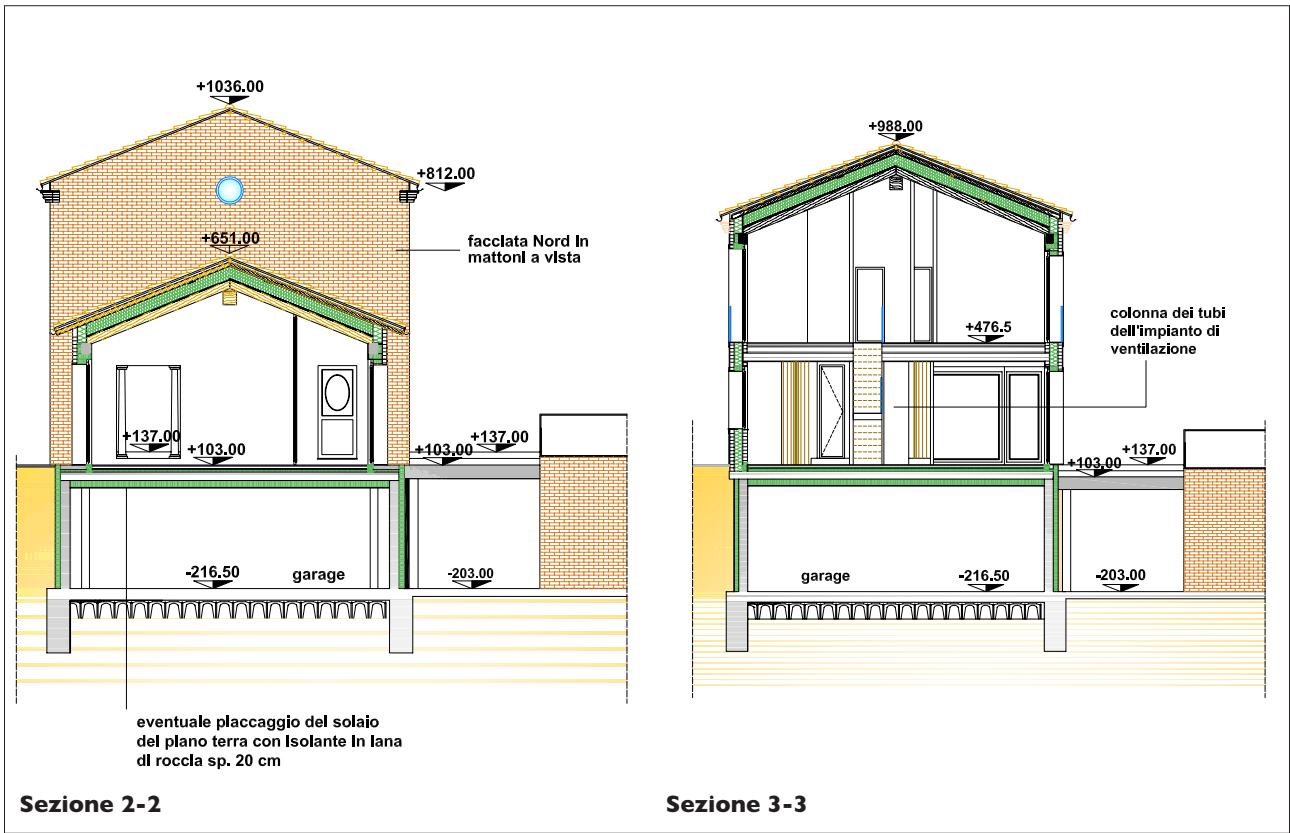 +1036.00
+812.00
+651.00
facciata Nord in
mattoni a vista
+137.00
+103.00
+103.00
+137.00
-216.50
garage
-203.00
eventuale placcaggio del solaio
del piano terra con isolante in lana
di roccia sp. 20 cm
Sezione 2-2
+988.00
+476.5
colonna dei tubi
dell'impianto di
ventilazione
+137.00
+103.00
garage
-216.50
-203.00
Sezione 3-3